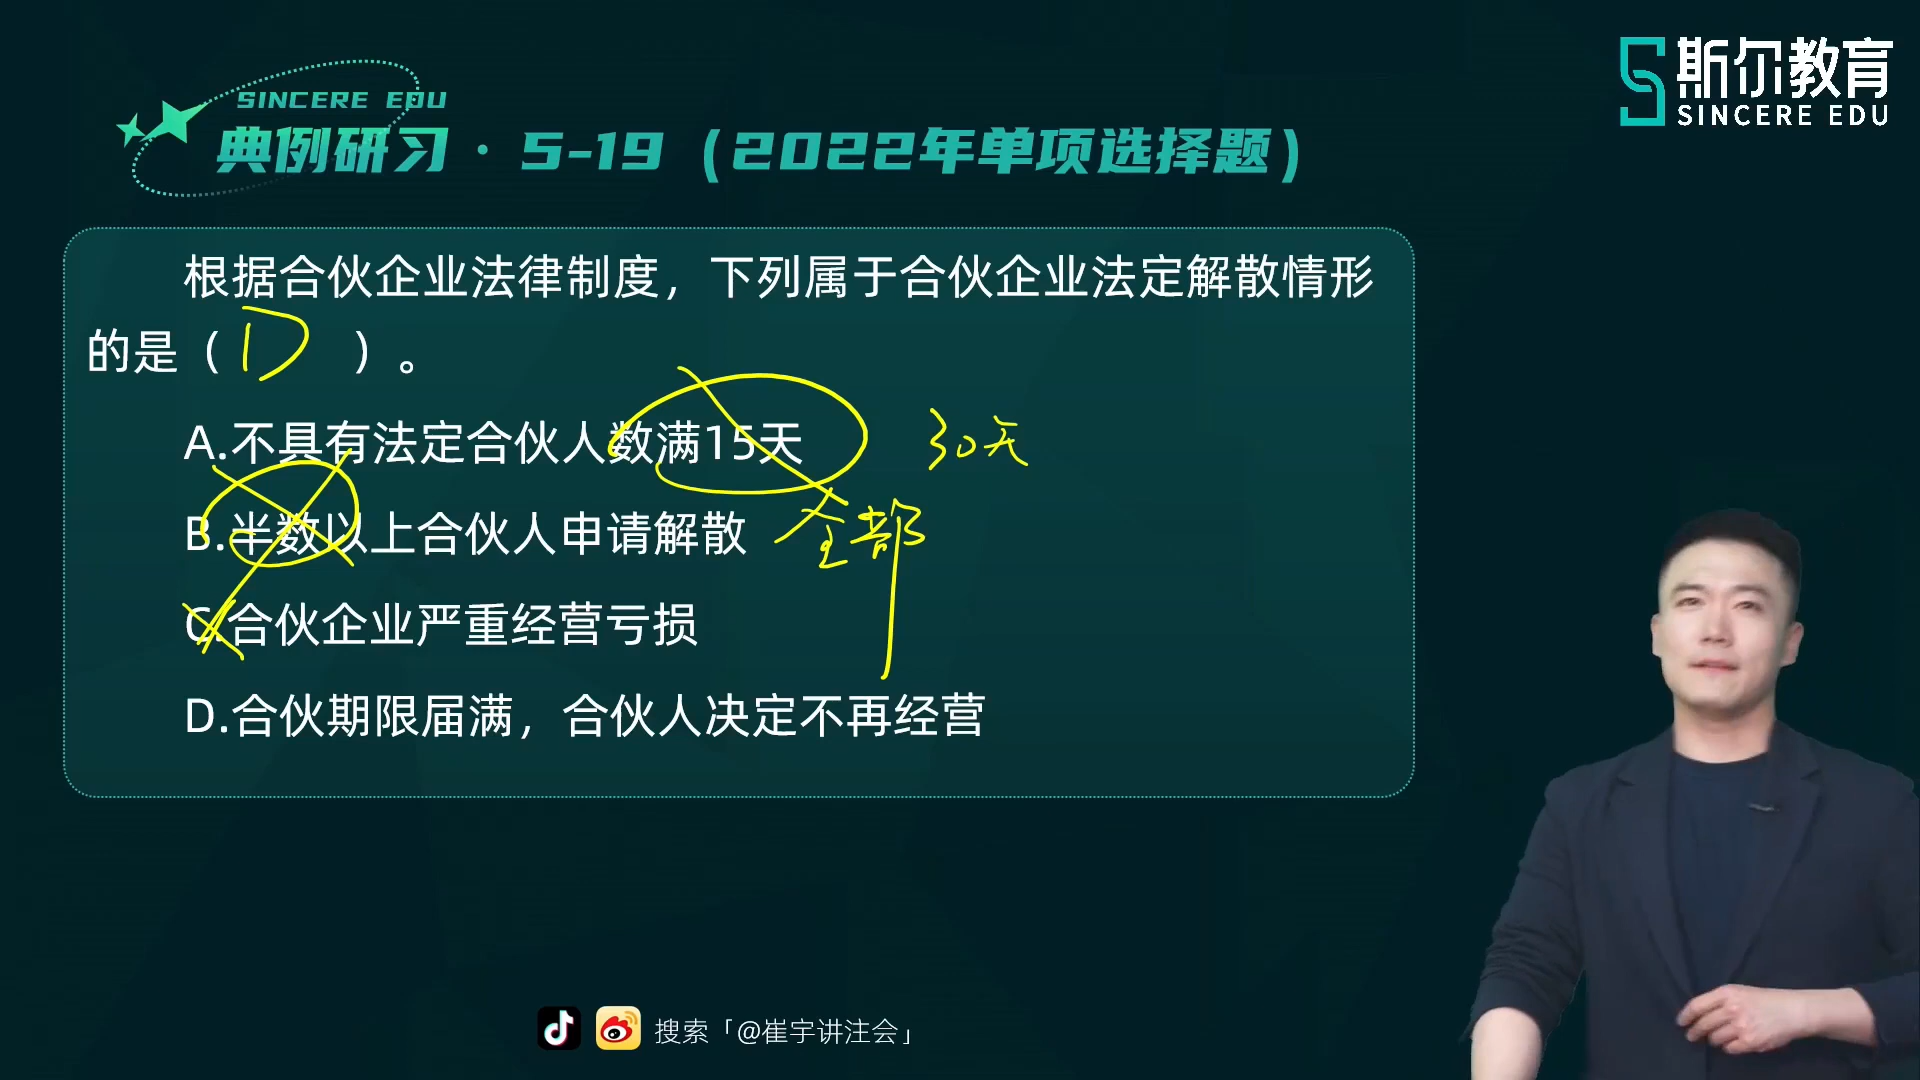 SINCERE EDU
典例研习 · 5-19（2022年单项选择题）
斯尔教育
SINCERE EDU
根据合伙企业法律制度，下列属于合伙企业法定解散情形
的是（ D ）。
A.不具有法定合伙人数满15天 30天
B.半数以上合伙人申请解散 全部
C.合伙企业严重经营亏损
D.合伙期限届满，合伙人决定不再经营
搜索「@崔宇讲注会」